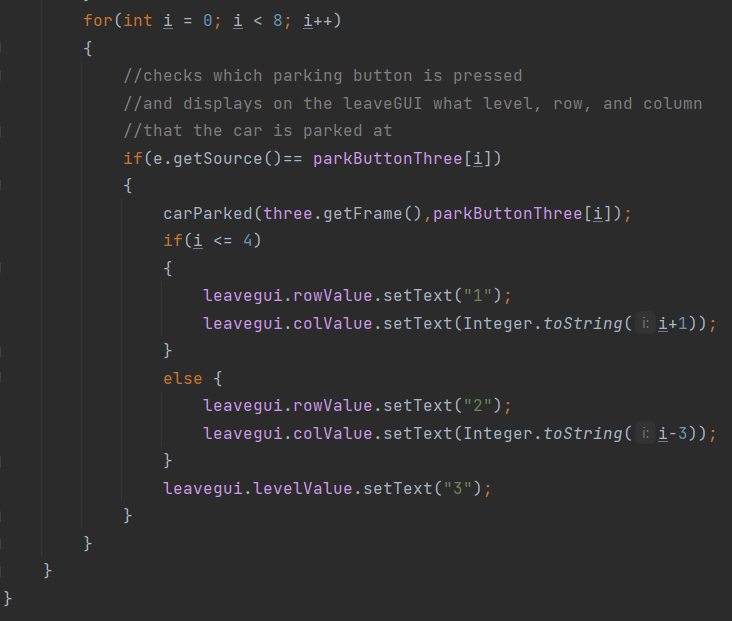 for(int i = 0; i < 8; i++)
{
//checks which parking button is pressed
//and displays on the leaveGUI what level, row, and column
//that the car is parked at
if(e.getSource()== parkButtonThree[i])
{
carParked(three.getFrame(),parkButtonThree[i]);
if(i <= 4)
{
leavegui.rowValue.setText("1");
leavegui.colValue.setText(Integer.toString( i: i+1));
}
else {
leavegui.rowValue.setText("2");
leavegui.colValue.setText(Integer.toString( i: i-3));
}
leavegui.levelValue.setText("3");
}
}
}
}